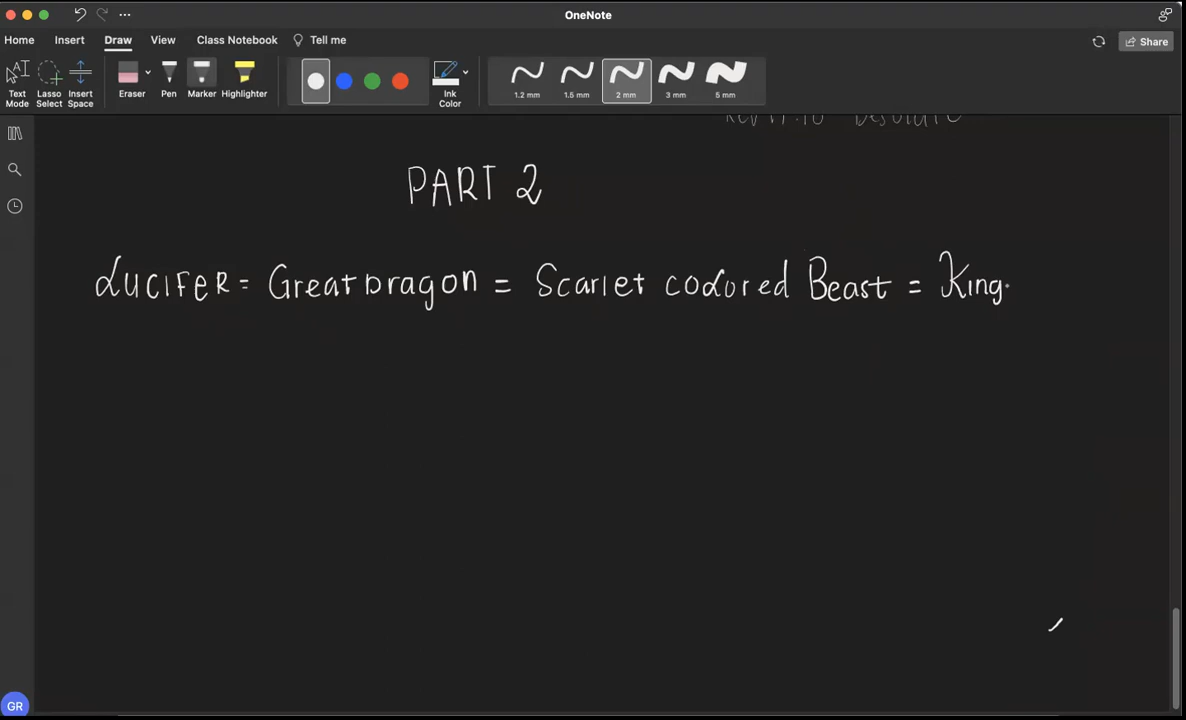 OneNote
Home Insert Draw View Class Notebook Tell me
Share
Text Mode
Lasso Select
Insert Space
Eraser
Pen
Marker
Highlighter
Ink Color
1.2 mm
1.5 mm
2 mm
3 mm
5 mm
Desolate
PART 2
LUCIFER = Great Dragon = Scarlet colored Beast = King
GR